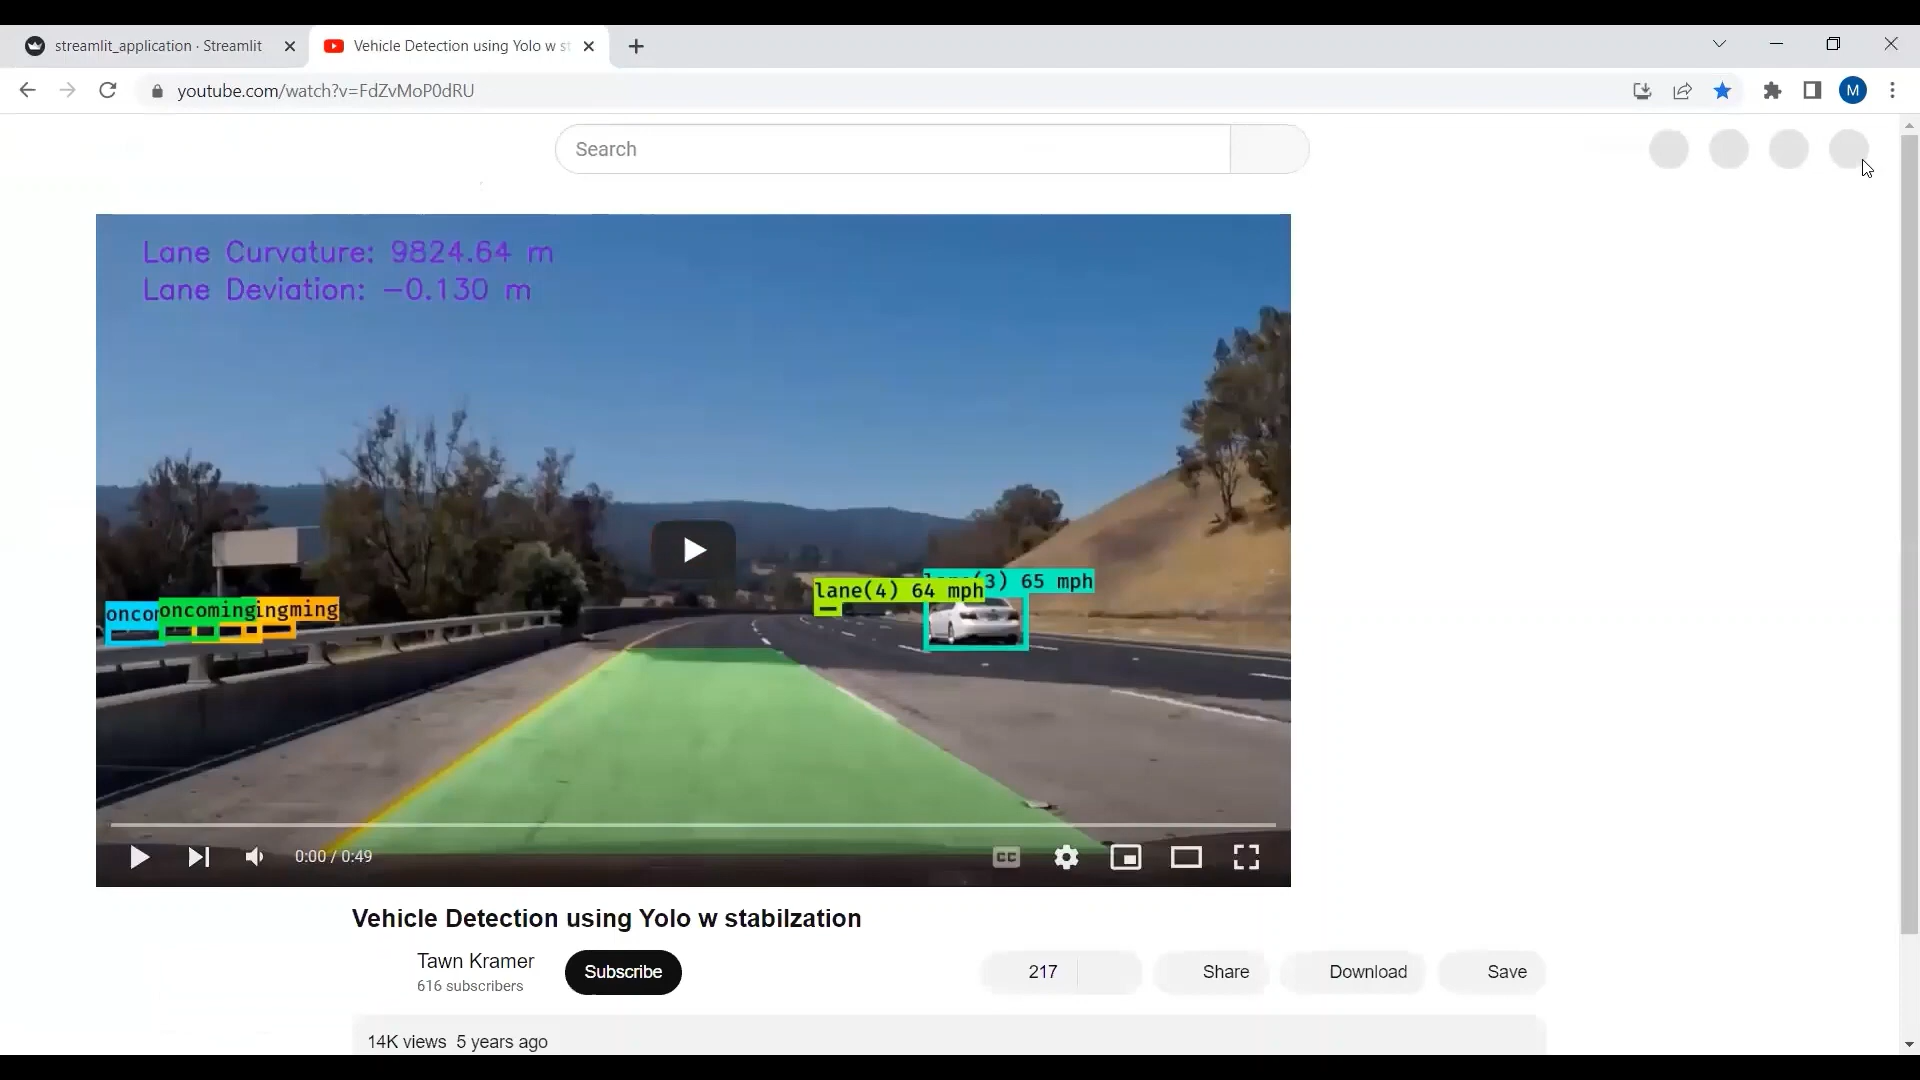 streamlit_application · Streamlit
Vehicle Detection using Yolo w st
youtube.com/watch?v=FdZvMoP0dRU
M
Search
Lane Curvature: 9824.64 m
Lane Deviation: -0.130 m
lane(4) 64 mph
3) 65 mph
oncoming
0:00 / 0:49
CC
Vehicle Detection using Yolo w stabilzation
Tawn Kramer
616 subscribers
Subscribe
217
Share
Download
Save
14K views 5 years ago